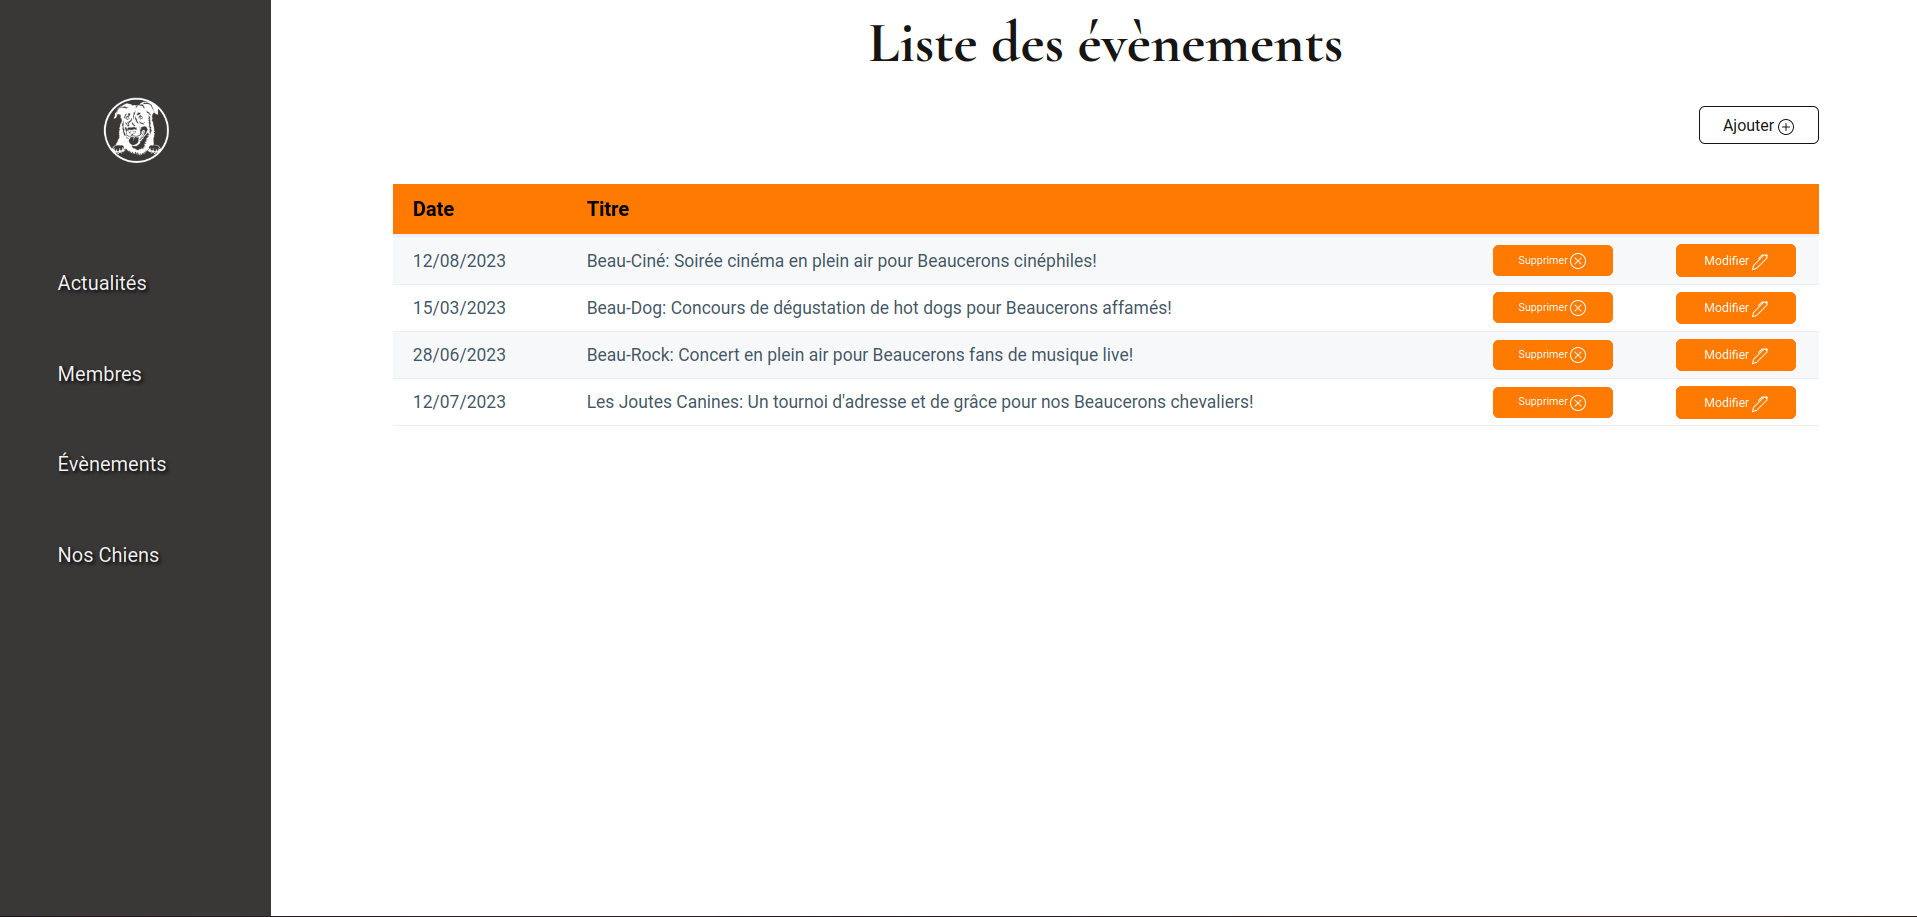 Liste des évènements
Ajouter
Actualités
Membres
Évènements
Nos Chiens
Date Titre
12/08/2023 Beau-Ciné: Soirée cinéma en plein air pour Beaucerons cinéphiles! Supprimer Modifier
15/03/2023 Beau-Dog: Concours de dégustation de hot dogs pour Beaucerons affamés! Supprimer Modifier
28/06/2023 Beau-Rock: Concert en plein air pour Beaucerons fans de musique live! Supprimer Modifier
12/07/2023 Les Joutes Canines: Un tournoi d'adresse et de grâce pour nos Beaucerons chevaliers! Supprimer Modifier